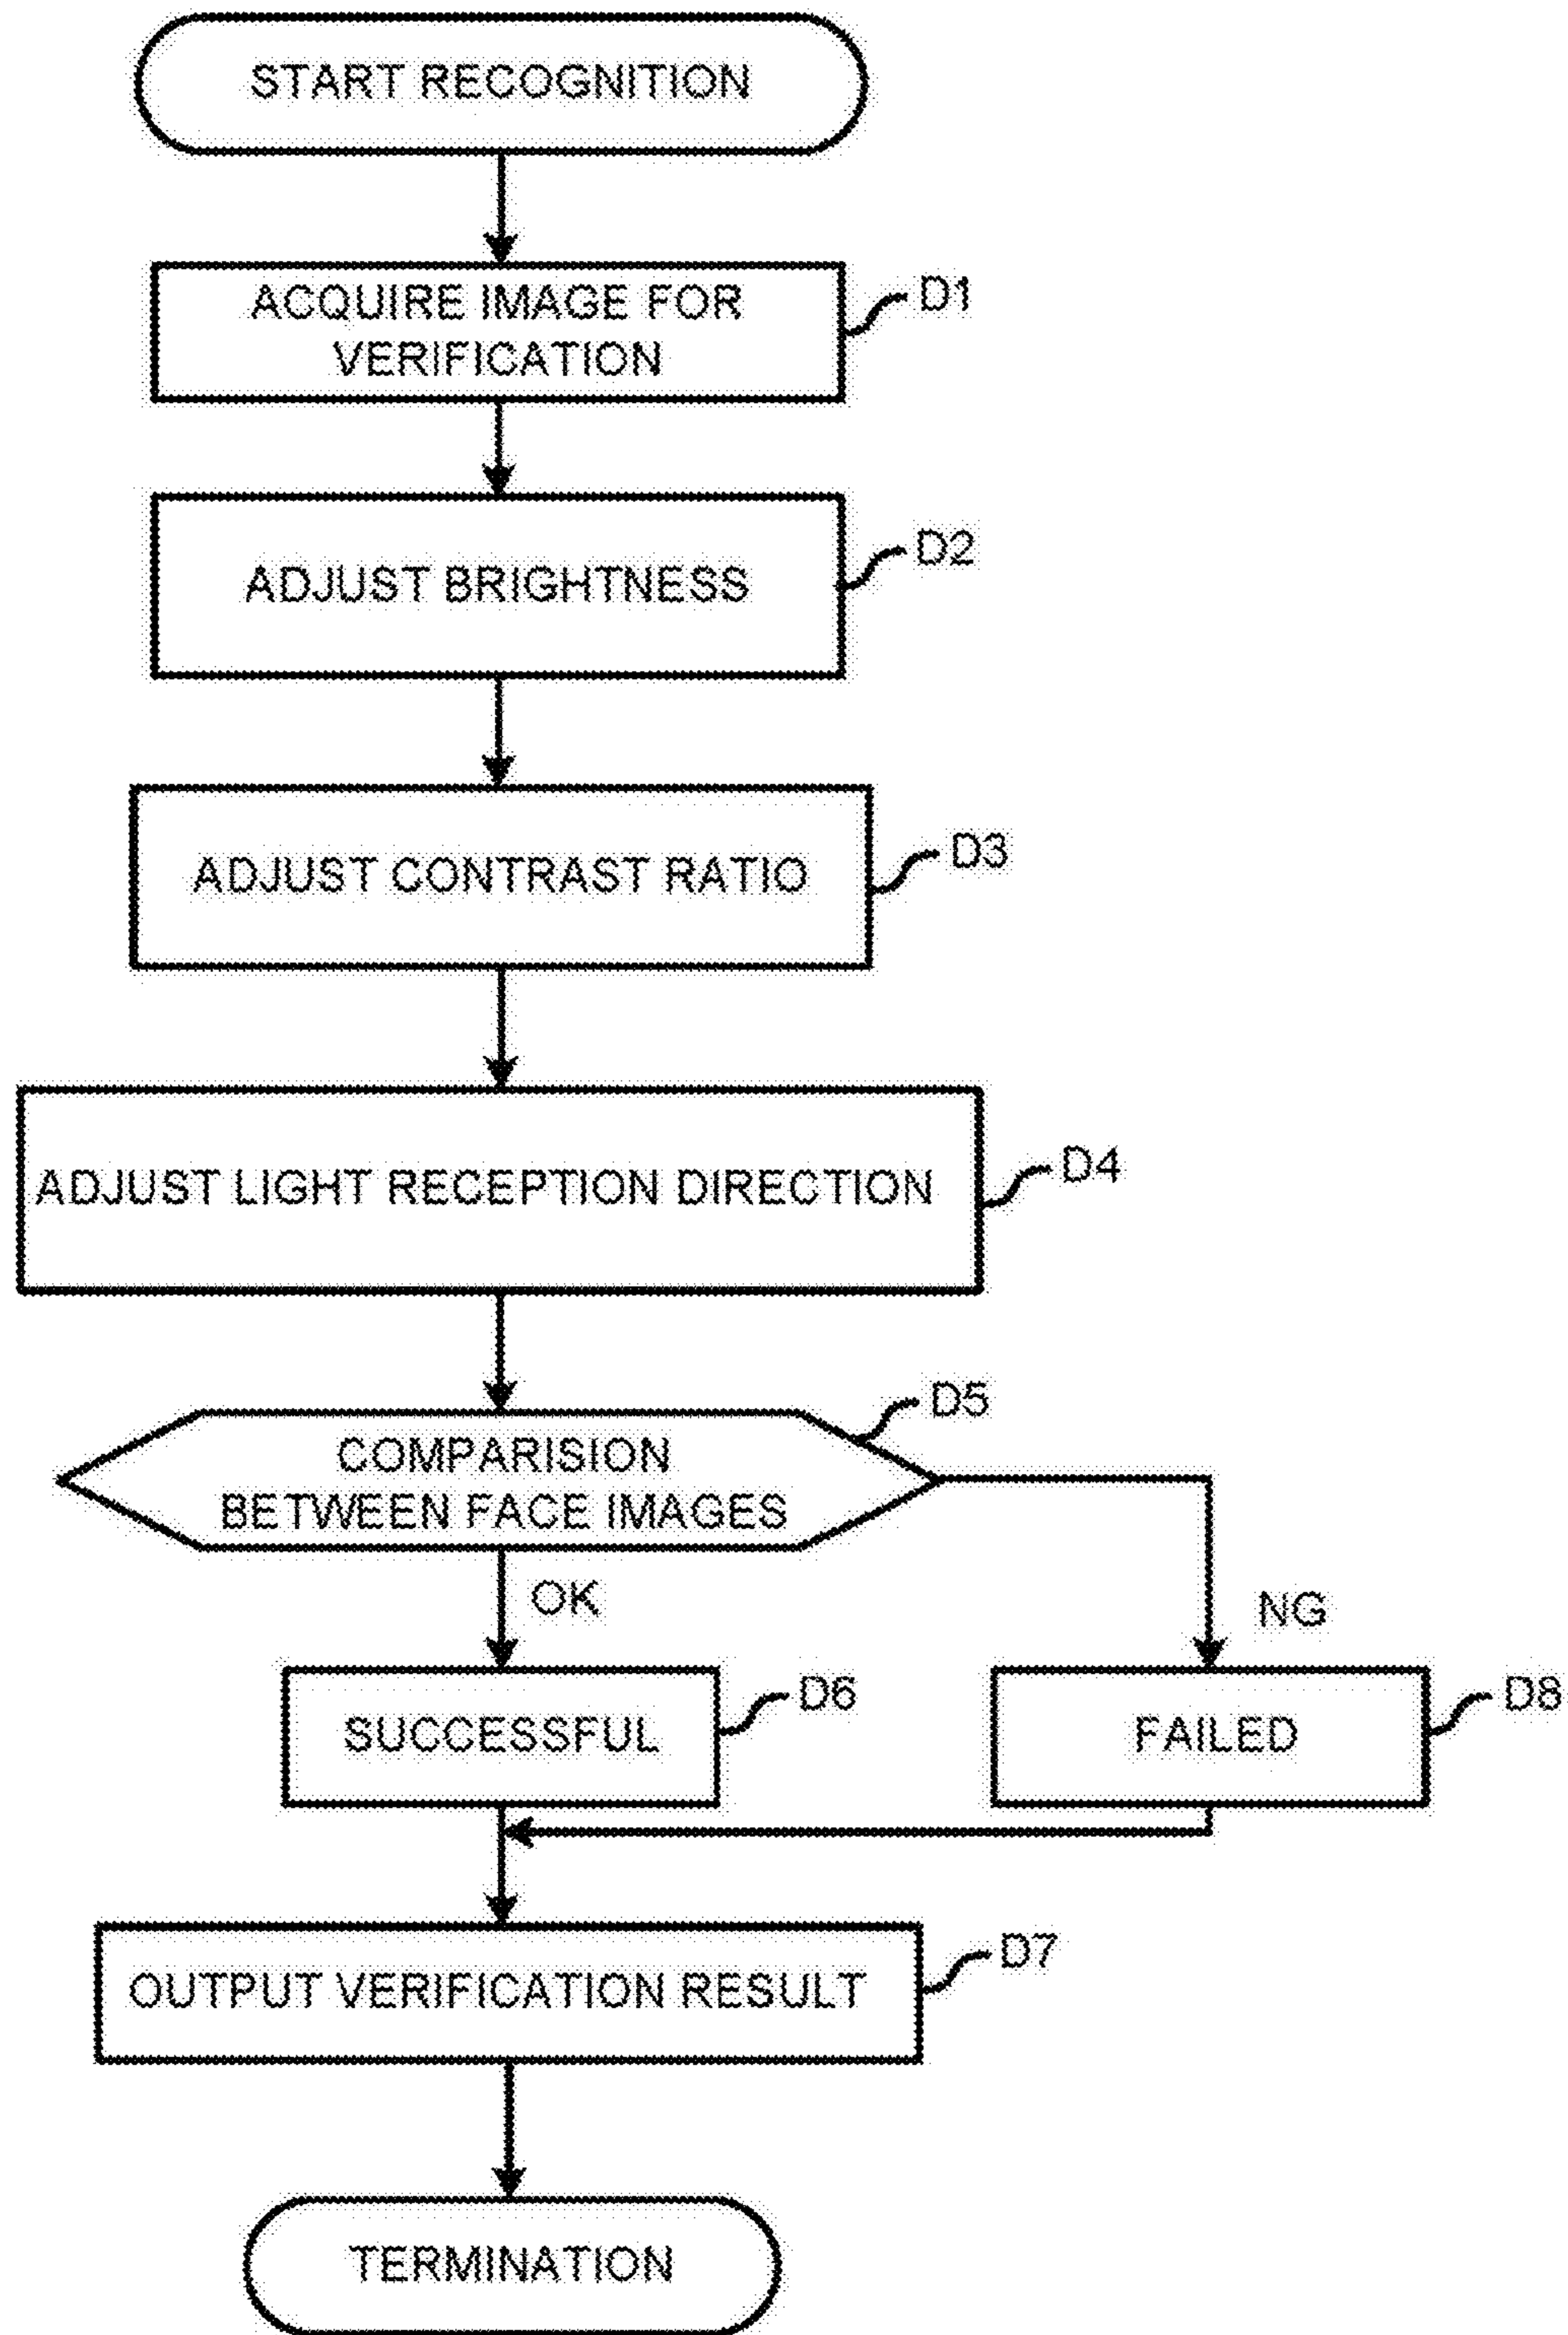 START RECOGNITION
ACQUIRE IMAGE FOR
VERIFICATION
D1
ADJUST BRIGHTNESS
D2
ADJUST CONTRAST RATIO
D3
ADJUST LIGHT RECEPTION DIRECTION
D4
D5
COMPARISION
BETWEEN FACE IMAGES
OK
NG
SUCCESSFUL
D6
FAILED
D8
OUTPUT VERIFICATION RESULT
D7
TERMINATION